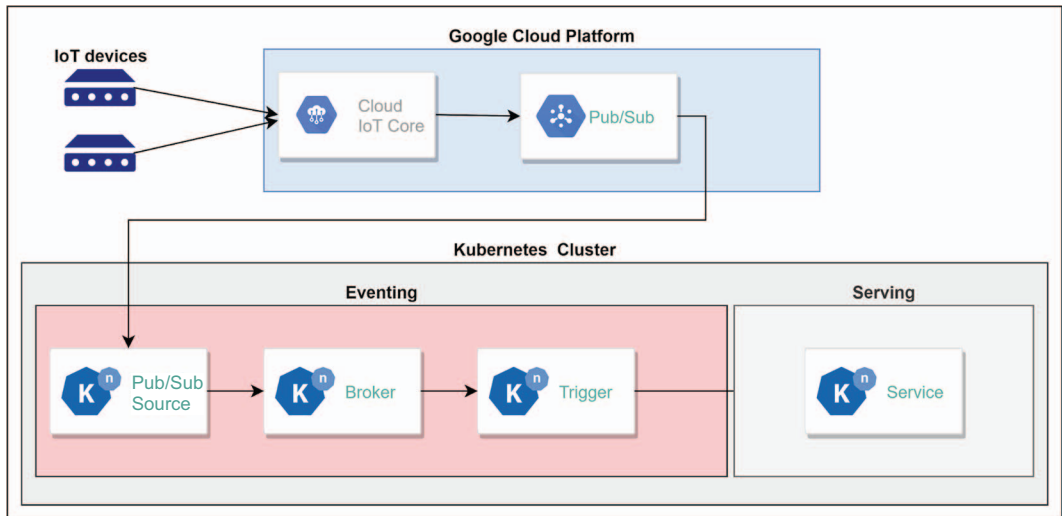 Google Cloud Platform
IoT devices
Cloud
IoT Core
Pub/Sub
Kubernetes Cluster
Eventing
Serving
K n
Pub/Sub
Source
K n
Broker
K n
Trigger
K n
Service